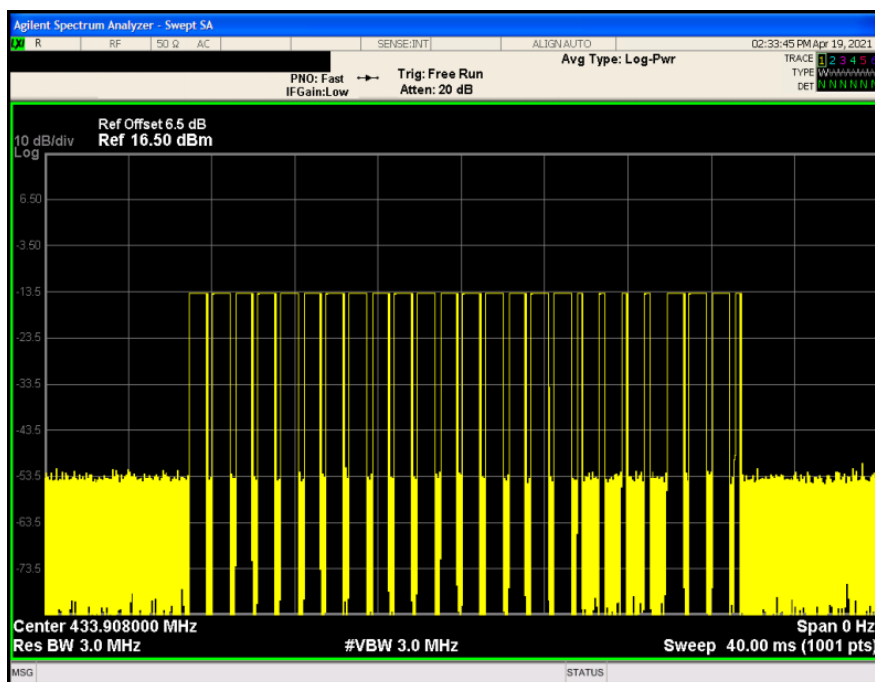 Agilent Spectrum Analyzer - Swept SA
LXI R RF 50 Ω AC SENSE:INT ALIGNAUTO 02:33:45 PM Apr 19, 2021
Avg Type: Log-Pwr TRACE 1 2 3 4 5 6
PNO: Fast Trig: Free Run TYPE
IFGain:Low Atten: 20 dB DET N N N N N N
Ref Offset 6.5 dB
10 dB/div Ref 16.50 dBm
Log
6.50
-3.50
-13.5
-23.5
-33.5
-43.5
-53.5
-63.5
-73.5
Center 433.908000 MHz Span 0 Hz
Res BW 3.0 MHz #VBW 3.0 MHz Sweep 40.00 ms (1001 pts)
MSG STATUS